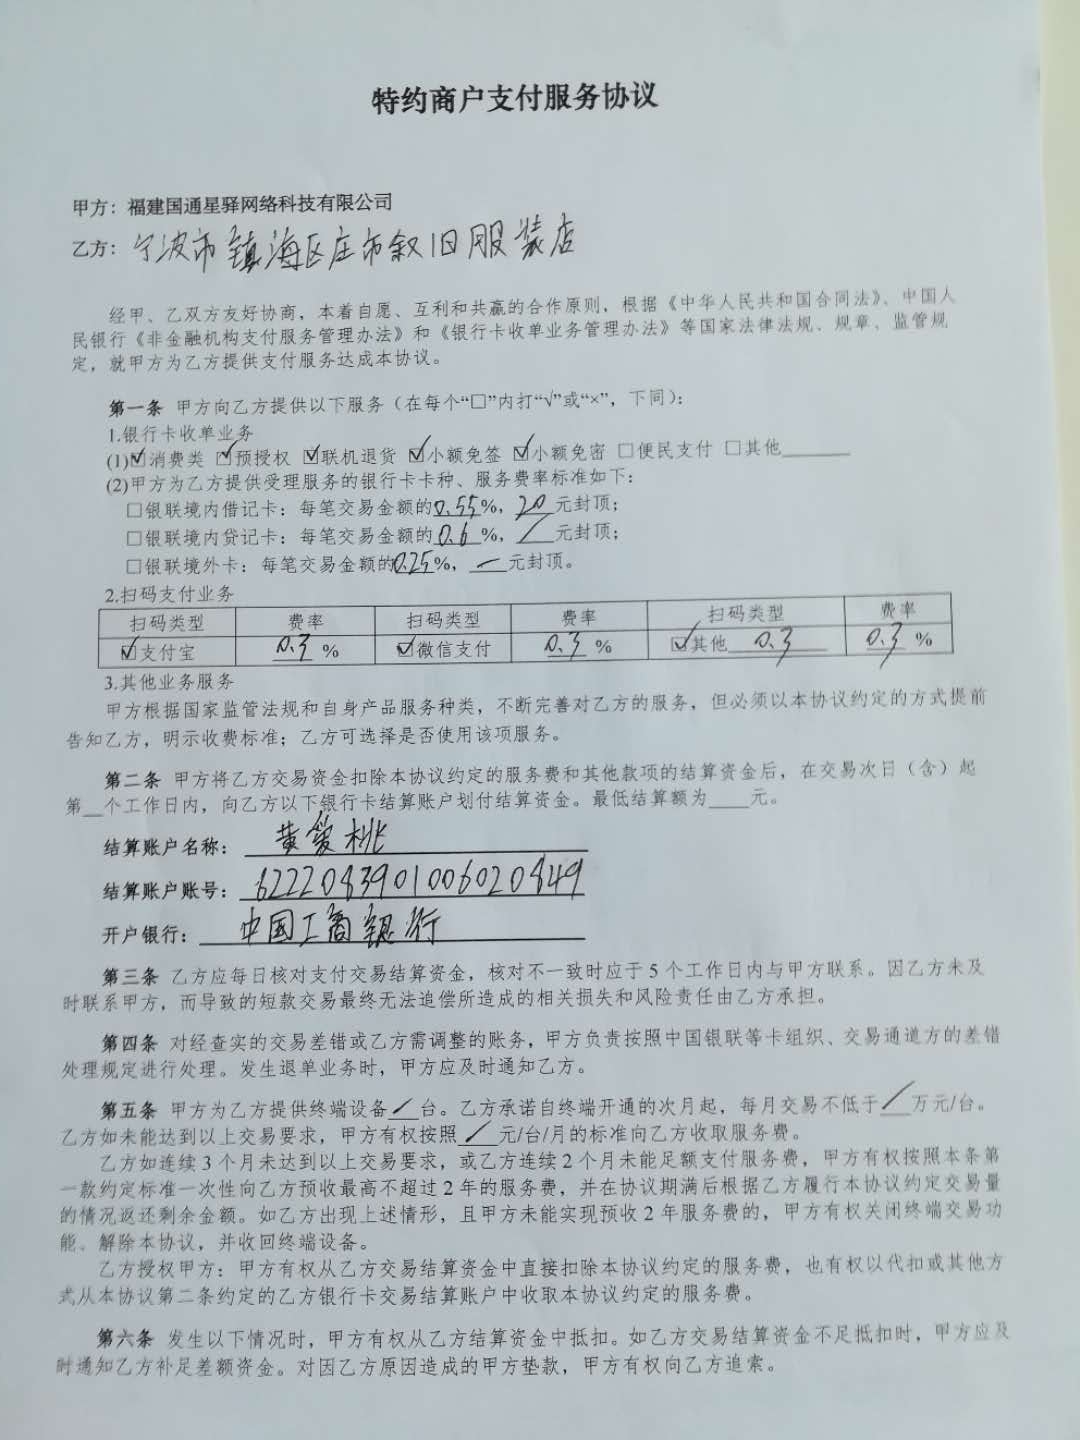 特约商户支付服务协议
甲方：福建国通星驿网络科技有限公司
乙方：宁波市镇海区庄市叙旧服装店
经甲、乙双方友好协商，本着自愿、互利和共赢的合作原则，根据《中华人民共和国合同法》、中国人
民银行《非金融机构支付服务管理办法》和《银行卡收单业务管理办法》等国家法律法规、规章、监管规
定，就甲方为乙方提供支付服务达成本协议。
第一条 甲方向乙方提供以下服务（在每个“□”内打“√”或“×”，下同）：
1.银行卡收单业务
(1)☑消费类 ☑预授权 ☑联机退货 ☑小额免签 ☑小额免密 □便民支付 □其他____
(2)甲方为乙方提供受理服务的银行卡卡种、服务费率标准如下：
□银联境内借记卡：每笔交易金额的0.55%，20元封顶；
□银联境内贷记卡：每笔交易金额的0.6%，／元封顶；
□银联境外卡：每笔交易金额的0.25%，—元封顶。
2.扫码支付业务
扫码类型 费率 扫码类型 费率 扫码类型 费率
☑支付宝 0.3% ☑微信支付 0.3% ☑其他 0.3 0.3%
3.其他业务服务
甲方根据国家监管法规和自身产品服务种类，不断完善对乙方的服务，但必须以本协议约定的方式提前
告知乙方，明示收费标准；乙方可选择是否使用该项服务。
第二条 甲方将乙方交易资金扣除本协议约定的服务费和其他款项的结算资金后，在交易次日（含）起
第__个工作日内，向乙方以下银行卡结算账户划付结算资金。最低结算额为____元。
结算账户名称：黄爱桃
结算账户账号：6222083901006020849
开户银行：中国工商银行
第三条 乙方应每日核对支付交易结算资金，核对不一致时应于 5 个工作日内与甲方联系。因乙方未及
时联系甲方，而导致的短款交易最终无法追偿所造成的相关损失和风险责任由乙方承担。
第四条 对经查实的交易差错或乙方需调整的账务，甲方负责按照中国银联等卡组织、交易通道方的差错
处理规定进行处理。发生退单业务时，甲方应及时通知乙方。
第五条 甲方为乙方提供终端设备／台。乙方承诺自终端开通的次月起，每月交易不低于／万元/台。
乙方如未能达到以上交易要求，甲方有权按照／元/台/月的标准向乙方收取服务费。
乙方如连续 3 个月未达到以上交易要求，或乙方连续 2 个月未能足额支付服务费，甲方有权按照本条第
一款约定标准一次性向乙方预收最高不超过 2 年的服务费，并在协议期满后根据乙方履行本协议约定交易量
的情况返还剩余金额。如乙方出现上述情形，且甲方未能实现预收 2 年服务费的，甲方有权关闭终端交易功
能、解除本协议，并收回终端设备。
乙方授权甲方：甲方有权从乙方交易结算资金中直接扣除本协议约定的服务费，也有权以代扣或其他方
式从本协议第二条约定的乙方银行卡交易结算账户中收取本协议约定的服务费。
第六条 发生以下情况时，甲方有权从乙方结算资金中抵扣。如乙方交易结算资金不足抵扣时，甲方应及
时通知乙方补足差额资金。对因乙方原因造成的甲方垫款，甲方有权向乙方追索。